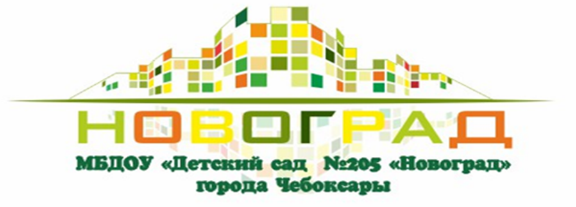 НОВОГРАД
МБДОУ «Детский сад №205 «Новоград»
города Чебоксары